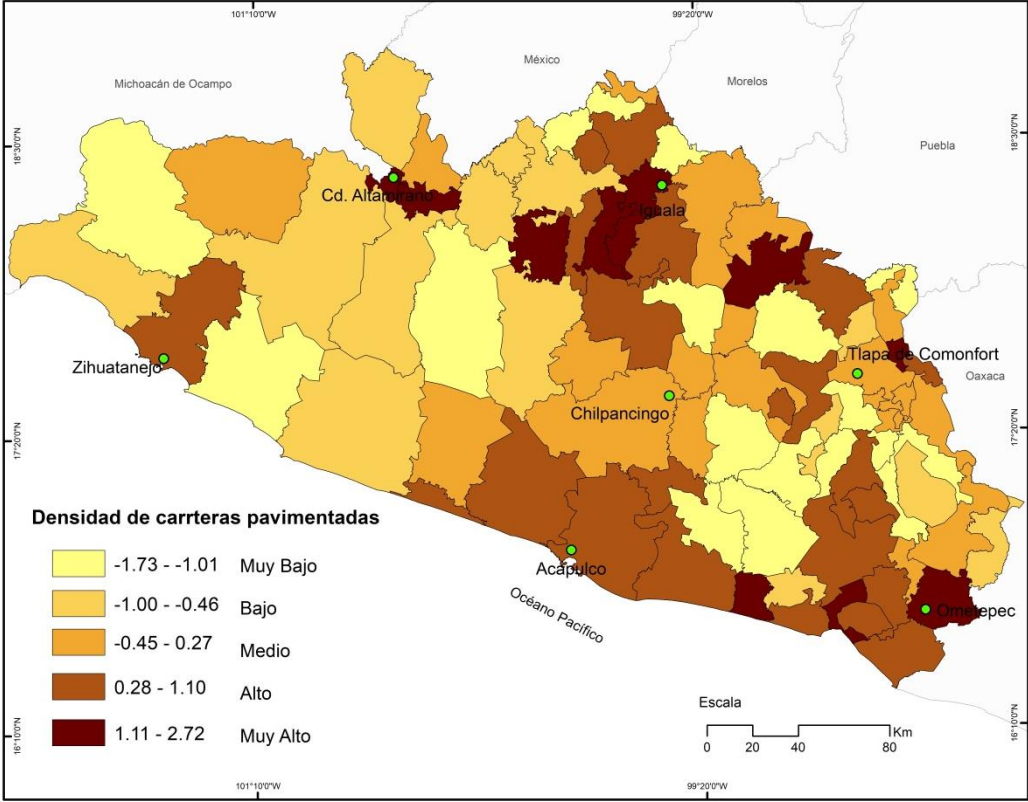 101°10'0"W
99°20'0"W
México
Morelos
Michoacán de Ocampo
Puebla
18°30'0"N
18°30'0"N
Cd. Altamirano
Iguala
Tlapa de Comonfort
Zihuatanejo
Oaxaca
Chilpancingo
17°20'0"N
17°20'0"N
Densidad de carrteras pavimentadas
-1.73 - -1.01 Muy Bajo
-1.00 - -0.46 Bajo
-0.45 - 0.27 Medio
0.28 - 1.10 Alto
1.11 - 2.72 Muy Alto
Acapulco
Océano Pacífico
Ometepec
Escala
Km
0 20 40 80
16°10'0"N
16°10'0"N
101°10'0"W
99°20'0"W